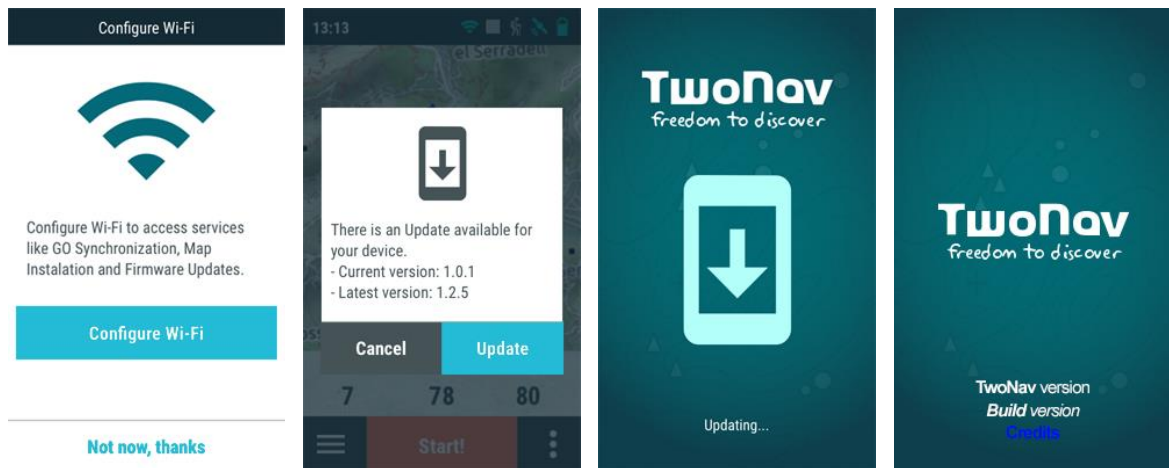 Configure Wi-Fi
Configure Wi-Fi to access services
like GO Synchronization, Map
Instalation and Firmware Updates.
Configure Wi-Fi
Not now, thanks
13:13
el Serradell
There is an Update available for
your device.
- Current version: 1.0.1
- Latest version: 1.2.5
Cancel
Update
7 78 80
Start!
TwoNav
freedom to discover
Updating...
TwoNav
freedom to discover
TwoNav version
Build version
Credits